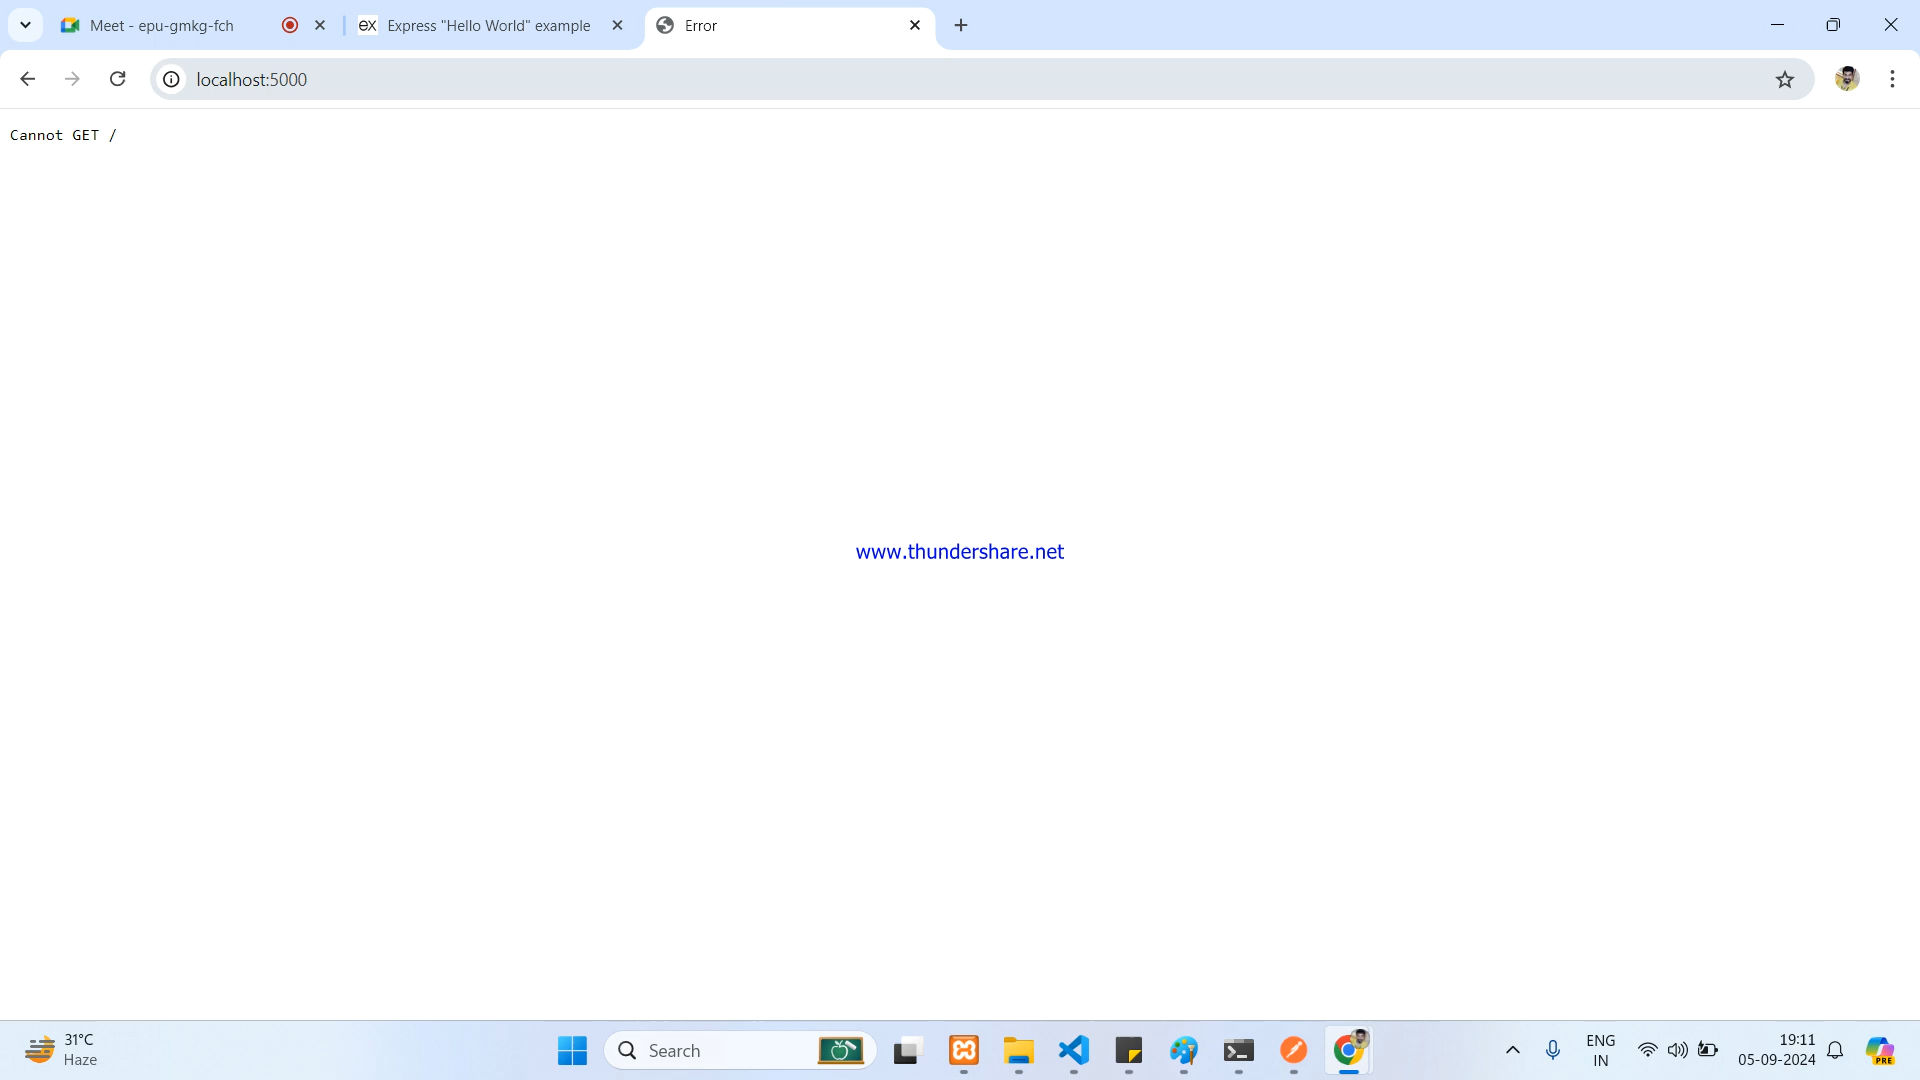 Meet - epu-gmkg-fch
ex Express "Hello World" example
Error
localhost:5000
Cannot GET /
www.thundershare.net
31°C
Haze
Search
ENG
IN
19:11
05-09-2024
PRE